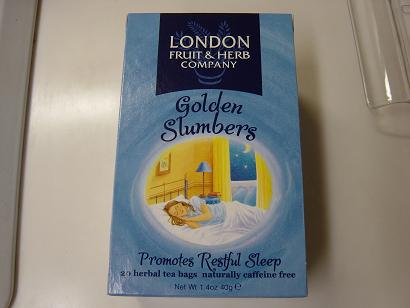 LONDON
FRUIT & HERB
COMPANY
Golden
Slumbers
Promotes Restful Sleep
20 herbal tea bags naturally caffeine free
Net Wt 1.4oz 40g ℮